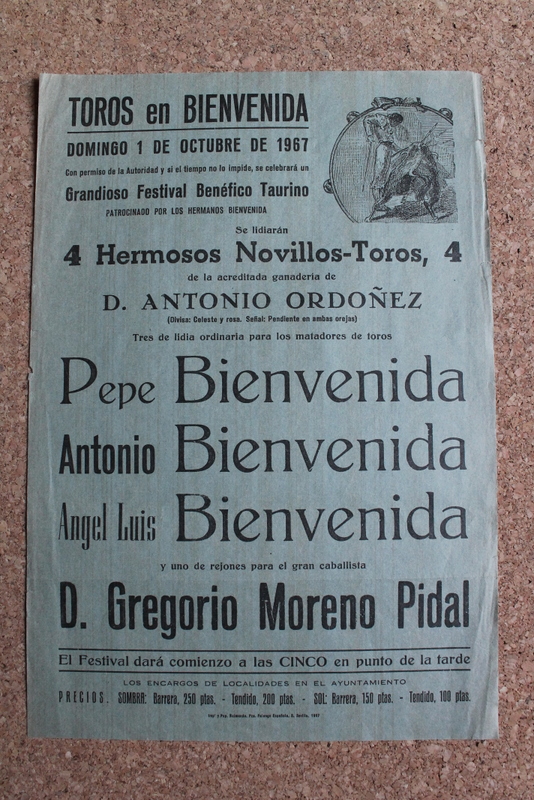 TOROS en BIENVENIDA
DOMINGO 1 DE OCTUBRE DE 1967
Con permiso de la Autoridad y si el tiempo no lo impide, se celebrará un
Grandioso Festival Benéfico Taurino
PATROCINADO POR LOS HERMANOS BIENVENIDA
Se lidiarán
4 Hermosos Novillos-Toros, 4
de la acreditada ganadería de
D. ANTONIO ORDOÑEZ
(Divisa: Celeste y rosa. Señal: Pendiente en ambas orejas)
Tres de lidia ordinaria para los matadores de toros
Pepe Bienvenida
Antonio Bienvenida
Angel Luis Bienvenida
y uno de rejones para el gran caballista
D. Gregorio Moreno Pidal
El Festival dará comienzo a las CINCO en punto de la tarde
LOS ENCARGOS DE LOCALIDADES EN EL AYUNTAMIENTO
PRECIOS. SOMBRA: Barrera, 250 ptas. - Tendido, 200 ptas. - SOL: Barrera, 150 ptas. - Tendido, 100 ptas.